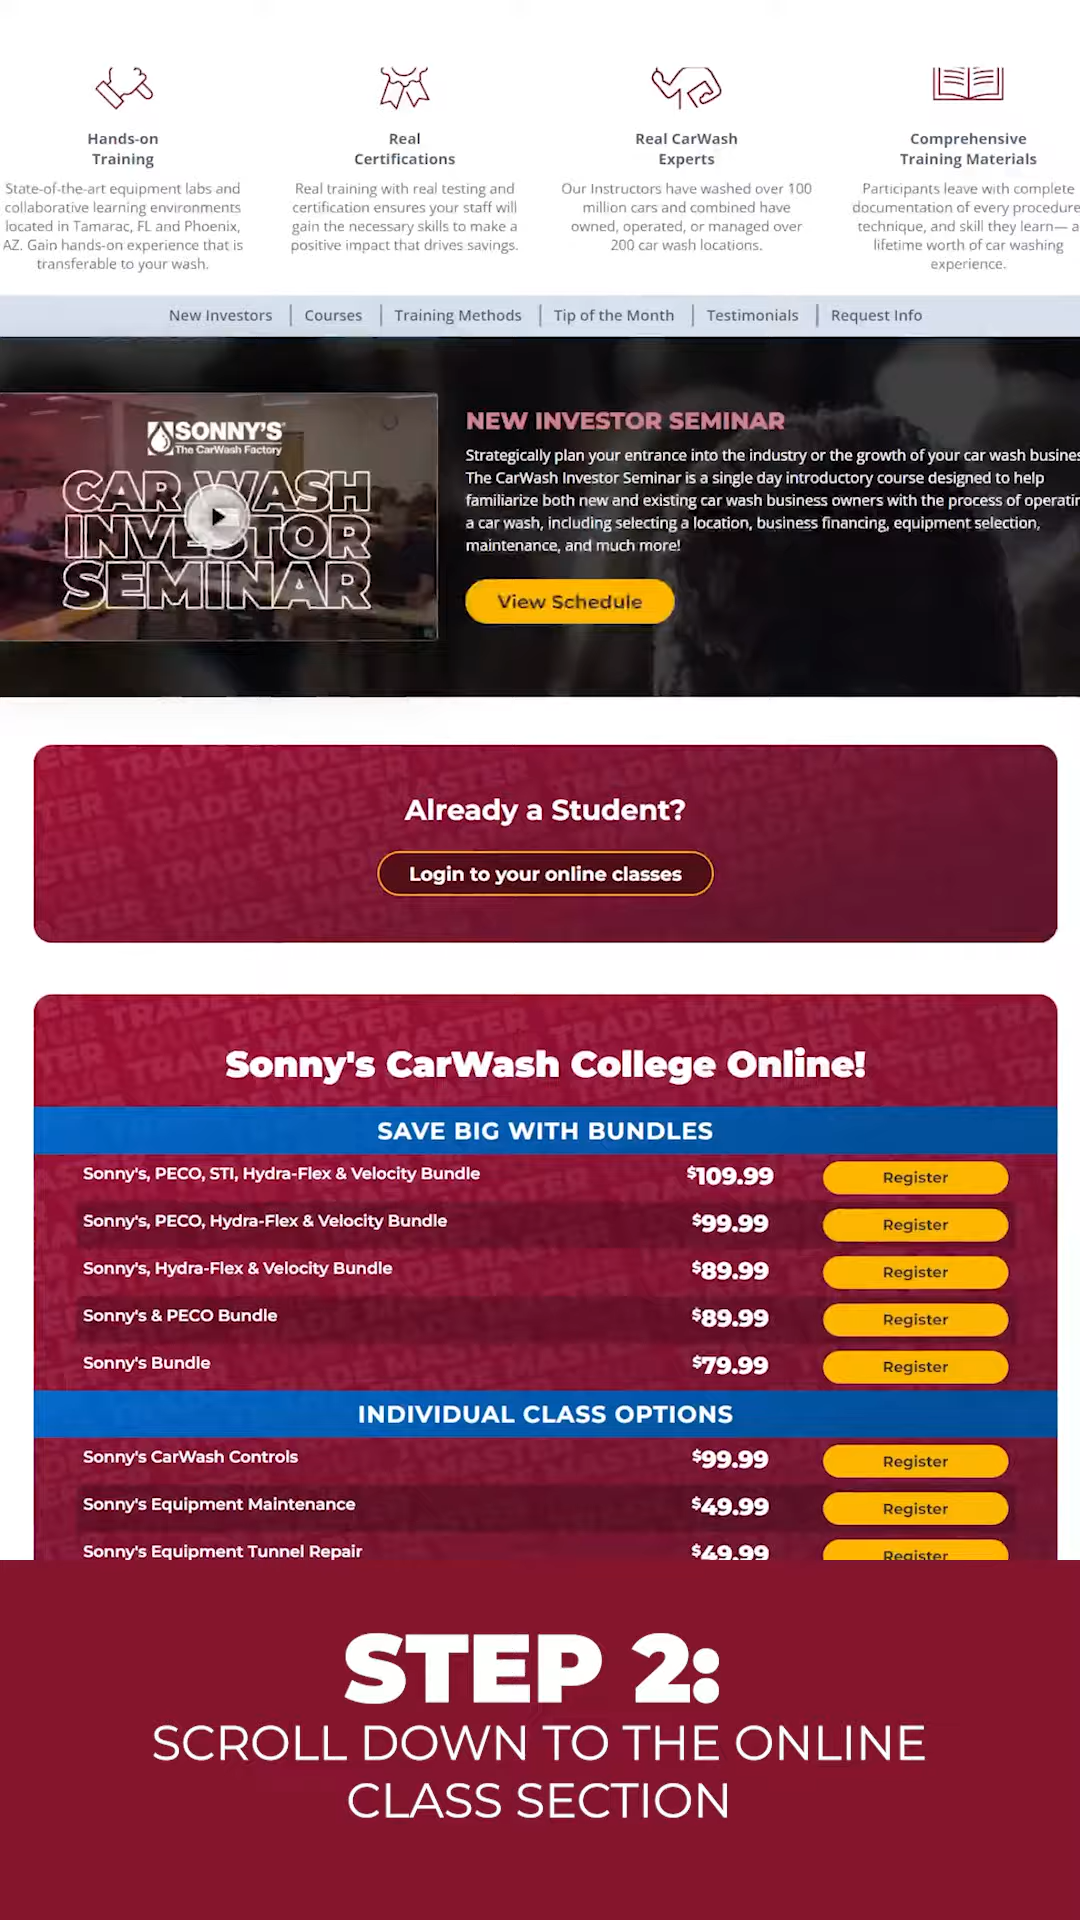 Hands-on
Training
State-of-the-art equipment labs and
collaborative learning environments
located in Tamarac, FL and Phoenix,
AZ. Gain hands-on experience that is
transferable to your wash.
Real
Certifications
Real training with real testing and
certification ensures your staff will
gain the necessary skills to make a
positive impact that drives savings.
Real CarWash
Experts
Our Instructors have washed over 100
million cars and combined have
owned, operated, or managed over
200 car wash locations.
Comprehensive
Training Materials
Participants leave with complete
documentation of every procedure
technique, and skill they learn— a
lifetime worth of car washing
experience.
New Investors | Courses | Training Methods | Tip of the Month | Testimonials | Request Info
SONNY'S
The CarWash Factory
CAR WASH
INVESTOR
SEMINAR
NEW INVESTOR SEMINAR
Strategically plan your entrance into the industry or the growth of your car wash busine
The CarWash Investor Seminar is a single day introductory course designed to help
familiarize both new and existing car wash business owners with the process of operati
a car wash, including selecting a location, business financing, equipment selection,
maintenance, and much more!
View Schedule
Already a Student?
Login to your online classes
Sonny's CarWash College Online!
SAVE BIG WITH BUNDLES
Sonny's, PECO, STI, Hydra-Flex & Velocity Bundle $109.99 Register
Sonny's, PECO, Hydra-Flex & Velocity Bundle $99.99 Register
Sonny's, Hydra-Flex & Velocity Bundle $89.99 Register
Sonny's & PECO Bundle $89.99 Register
Sonny's Bundle $79.99 Register
INDIVIDUAL CLASS OPTIONS
Sonny's CarWash Controls $99.99 Register
Sonny's Equipment Maintenance $49.99 Register
Sonny's Equipment Tunnel Repair $49.99 Register
STEP 2:
SCROLL DOWN TO THE ONLINE
CLASS SECTION